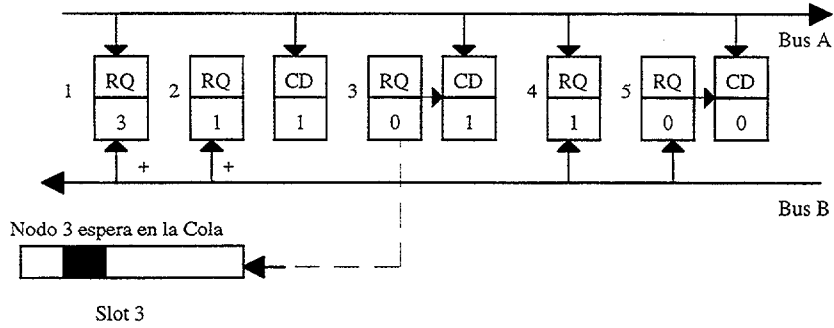 Bus A
1 RQ 2 RQ CD 3 RQ CD 4 RQ 5 RQ CD
3 1 1 0 1 1 0 0
+ +
Bus B
Nodo 3 espera en la Cola
Slot 3